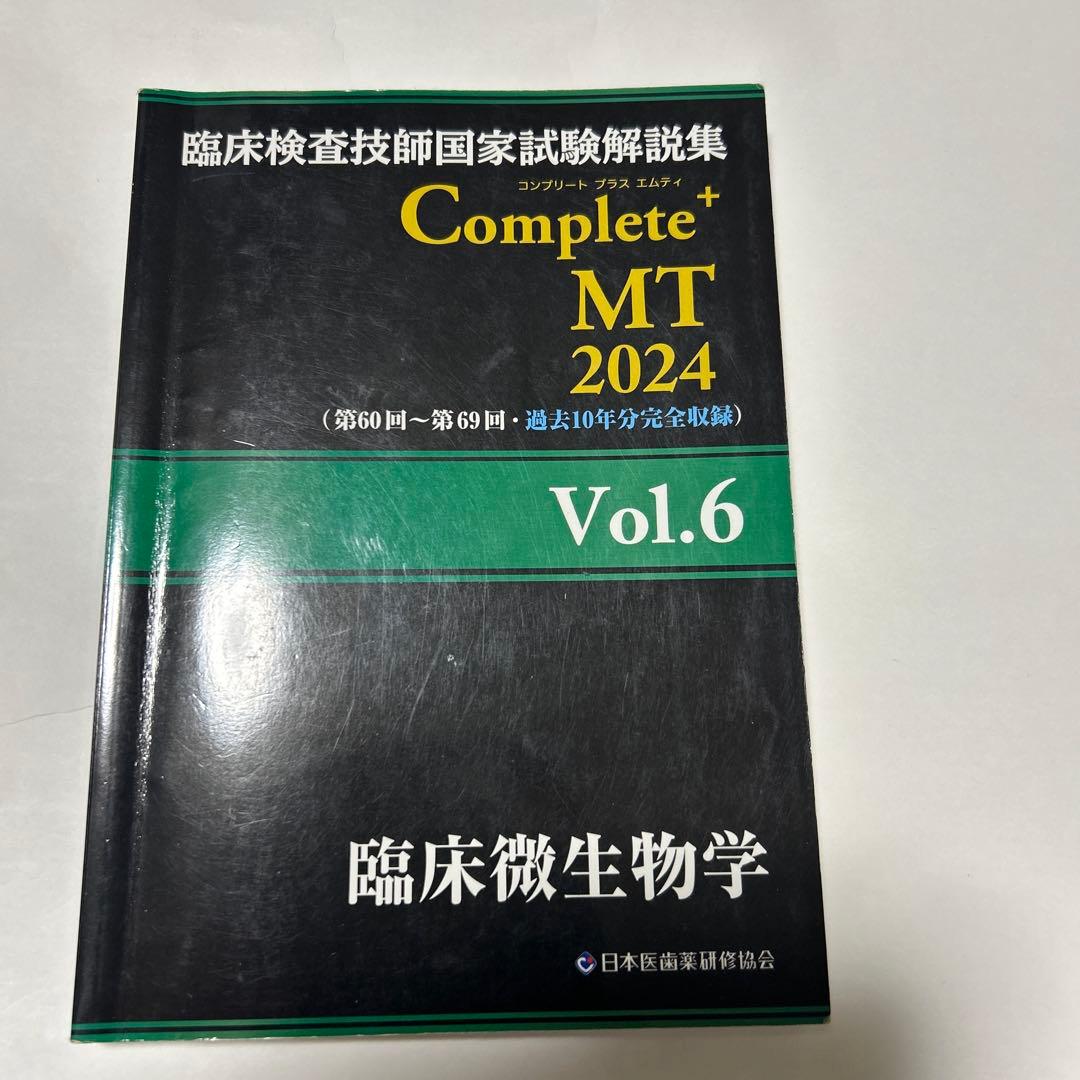 臨床検査技師国家試験解説集
コンプリート プラス エムティ
Complete+
MT
2024
(第60回～第69回・過去10年分完全収録)
Vol.6
臨床微生物学
日本医歯薬研修協会